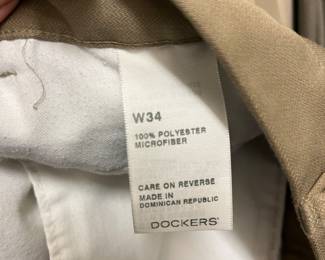 W34
100% POLYESTER
MICROFIBER
CARE ON REVERSE
MADE IN
DOMINICAN REPUBLIC
DOCKERS®